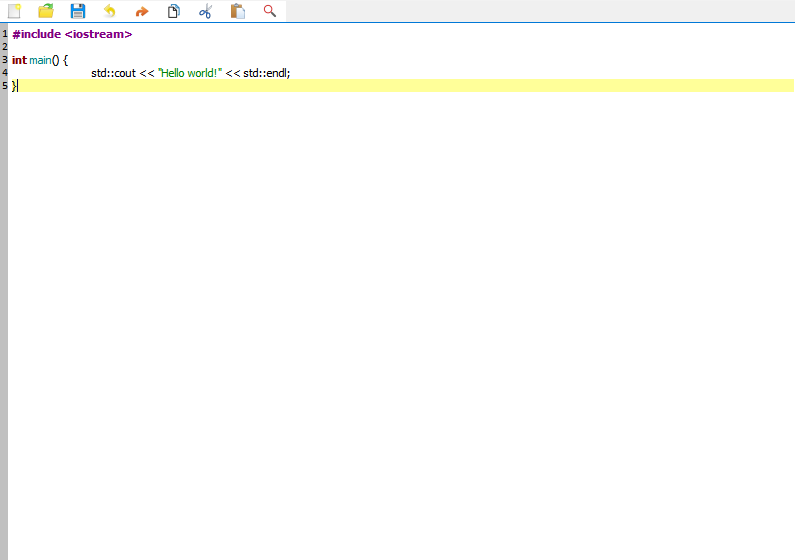 1 #include <iostream>
2
3 int main() {
4 std::cout << "Hello world!" << std::endl;
5 }